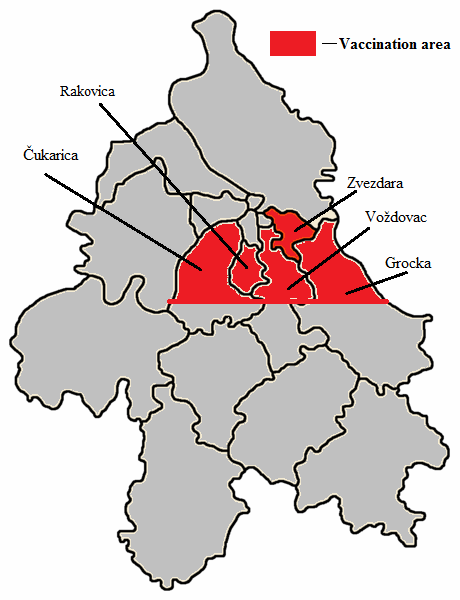 — Vaccination area
Rakovica
Čukarica
Zvezdara
Voždovac
Grocka